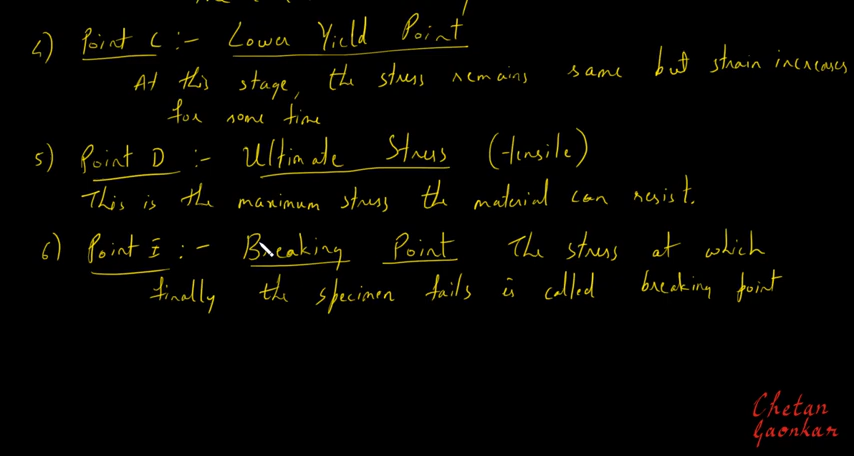 4) Point C :- Lower Yield Point
At this stage, the stress remains same but strain increases
for some time
5) Point D :- Ultimate Stress (tensile)
This is the maximum stress the material can resist.
6) Point E :- Breaking Point The stress at which
finally the specimen fails is called breaking point
Chetan
Gaonkar